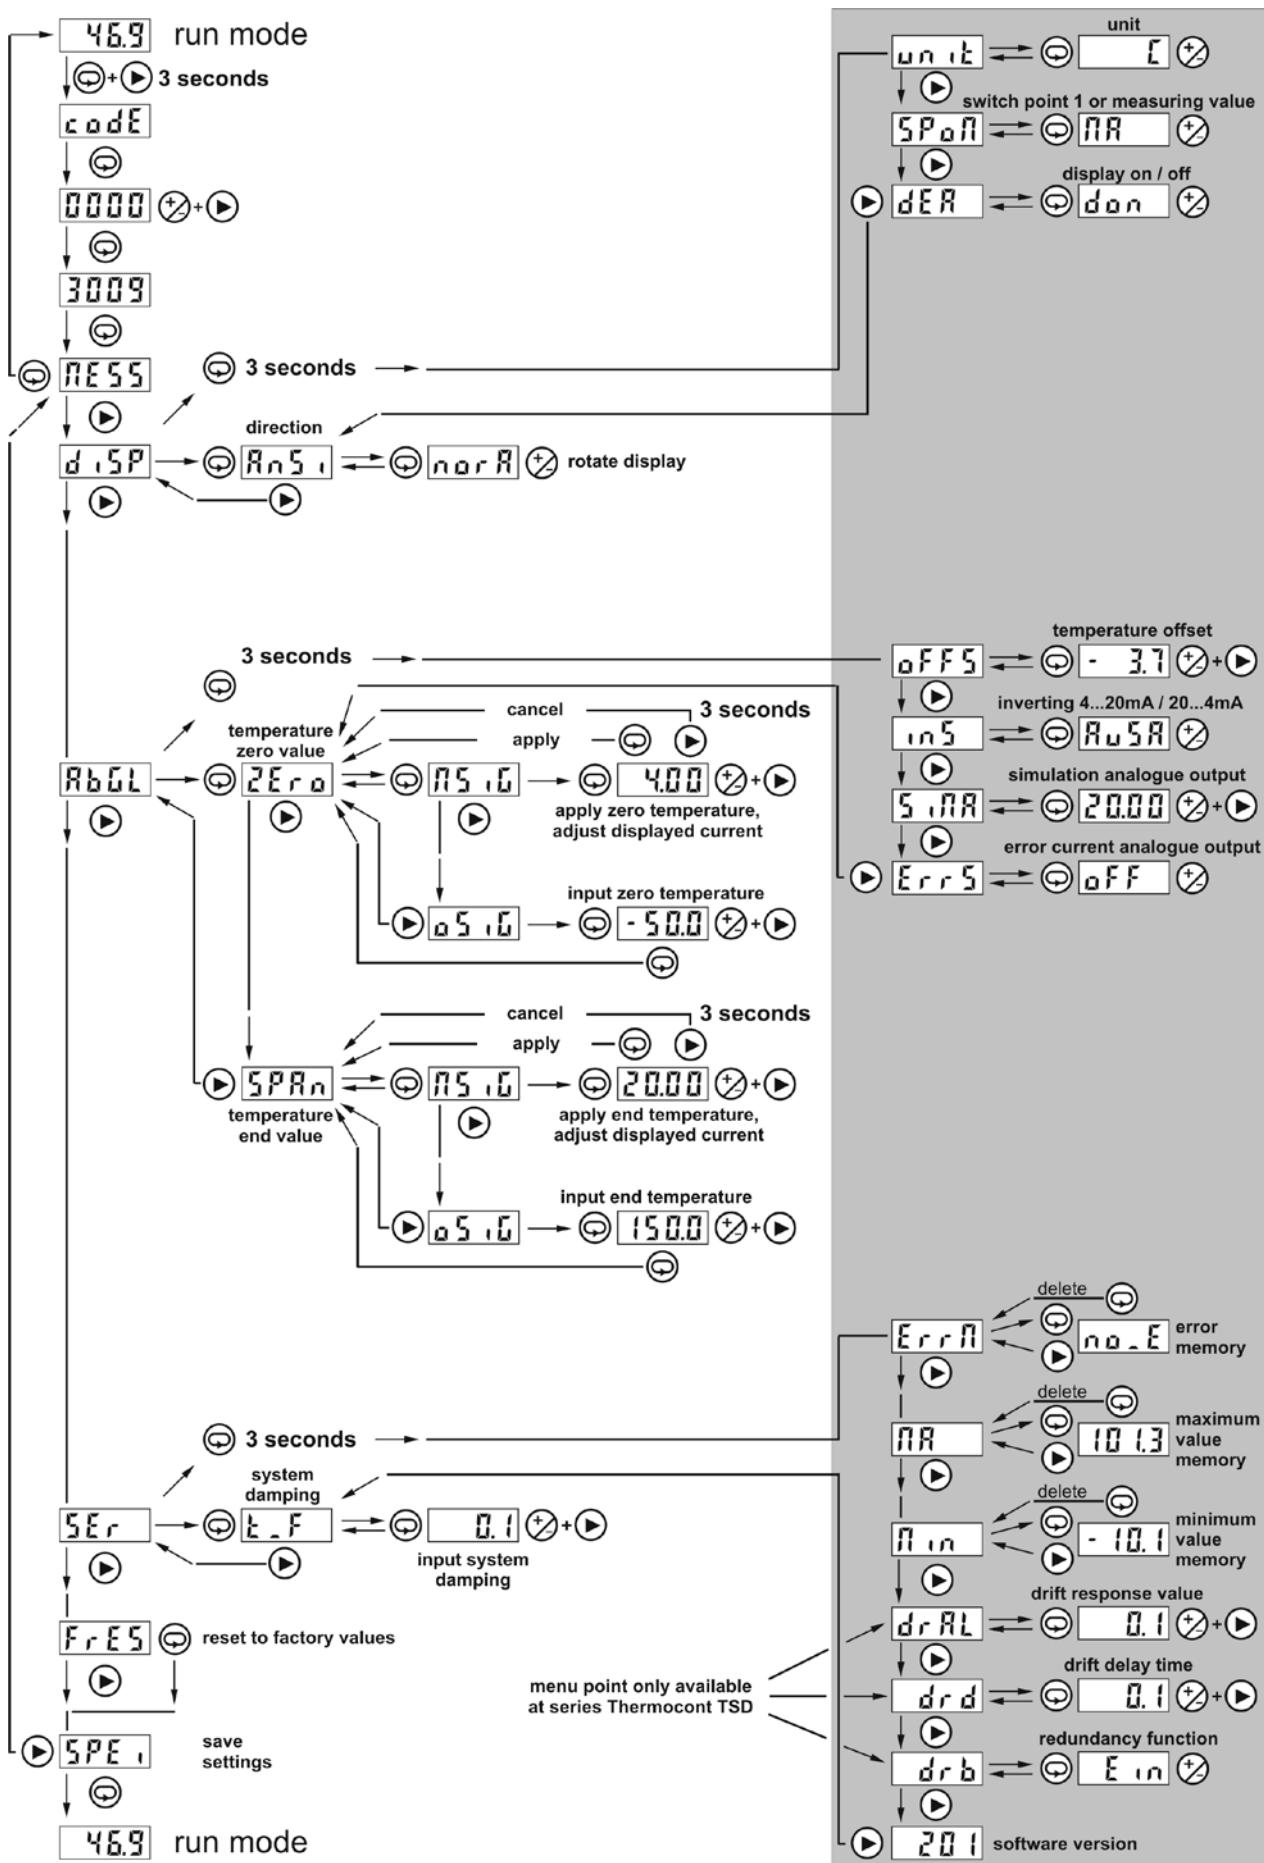 46.9 run mode
+ 3 seconds
codE
0000 +
3009
MESS
3 seconds
direction
diSP AnSi norA rotate display
unit
unit C
switch point 1 or measuring value
SPoM MA
display on / off
dEA don
3 seconds
temperature offset
oFFS - 3.7 +
inverting 4...20mA / 20...4mA
inS AuSA
simulation analogue output
SiMA 20.00 +
error current analogue output
ErrS oFF
cancel 3 seconds
temperature
zero value
apply
AbGL ZEro MSiG 4.00 +
apply zero temperature,
adjust displayed current
input zero temperature
oSiG -50.0 +
cancel 3 seconds
apply
SPAn MSiG 20.00 +
temperature
end value
apply end temperature,
adjust displayed current
input end temperature
oSiG 150.0 +
delete
ErrM no_E error
memory
delete
MA 101.3 maximum
value
memory
delete
Min -10.1 minimum
value
memory
3 seconds
system
damping
SEr t_F 0.1 +
input system
damping
drift response value
drAL 0.1 +
drift delay time
drd 0.1 +
redundancy function
drb Ein
201 software version
menu point only available
at series Thermocont TSD
FrES reset to factory values
SPEi save
settings
46.9 run mode